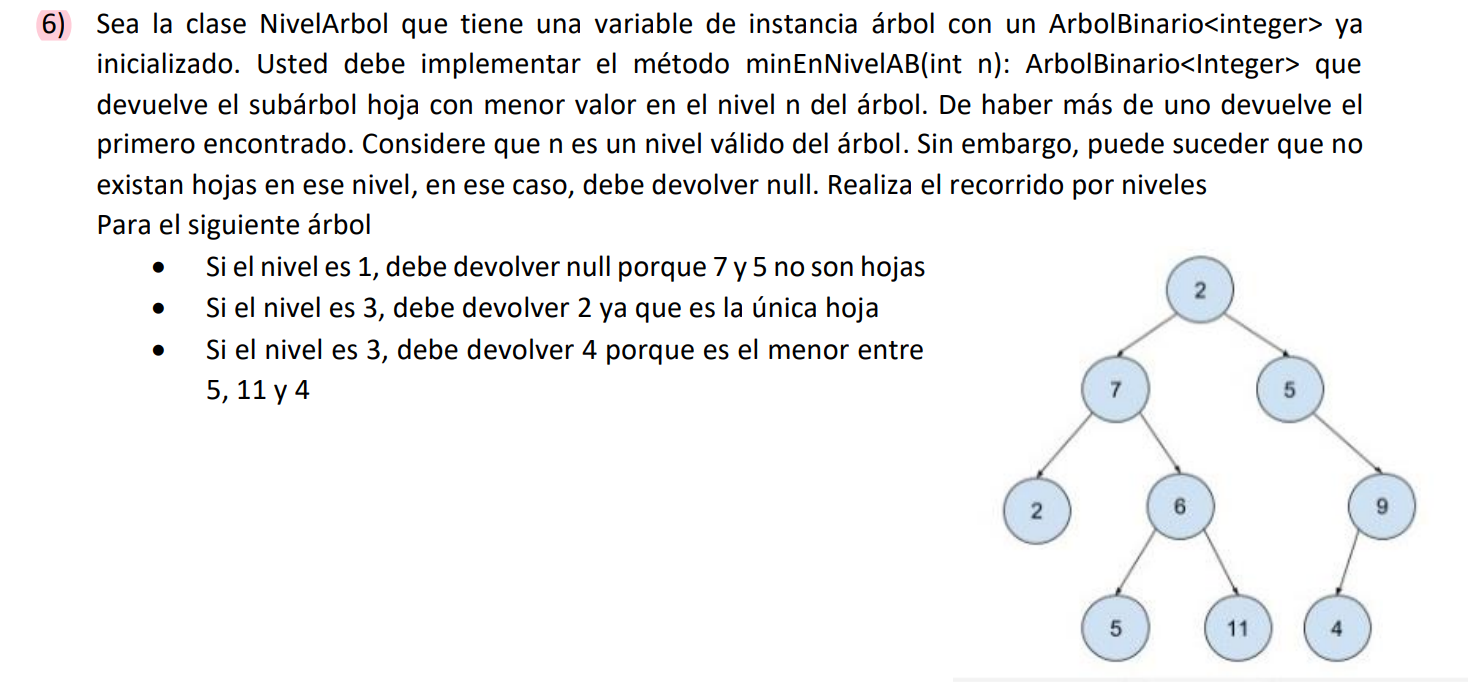 6) Sea la clase NivelArbol que tiene una variable de instancia árbol con un ArbolBinario<integer> ya
inicializado. Usted debe implementar el método minEnNivelAB(int n): ArbolBinario<Integer> que
devuelve el subárbol hoja con menor valor en el nivel n del árbol. De haber más de uno devuelve el
primero encontrado. Considere que n es un nivel válido del árbol. Sin embargo, puede suceder que no
existan hojas en ese nivel, en ese caso, debe devolver null. Realiza el recorrido por niveles
Para el siguiente árbol
• Si el nivel es 1, debe devolver null porque 7 y 5 no son hojas
• Si el nivel es 3, debe devolver 2 ya que es la única hoja
• Si el nivel es 3, debe devolver 4 porque es el menor entre
5, 11 y 4
2
7 5
2 6 9
5 11 4